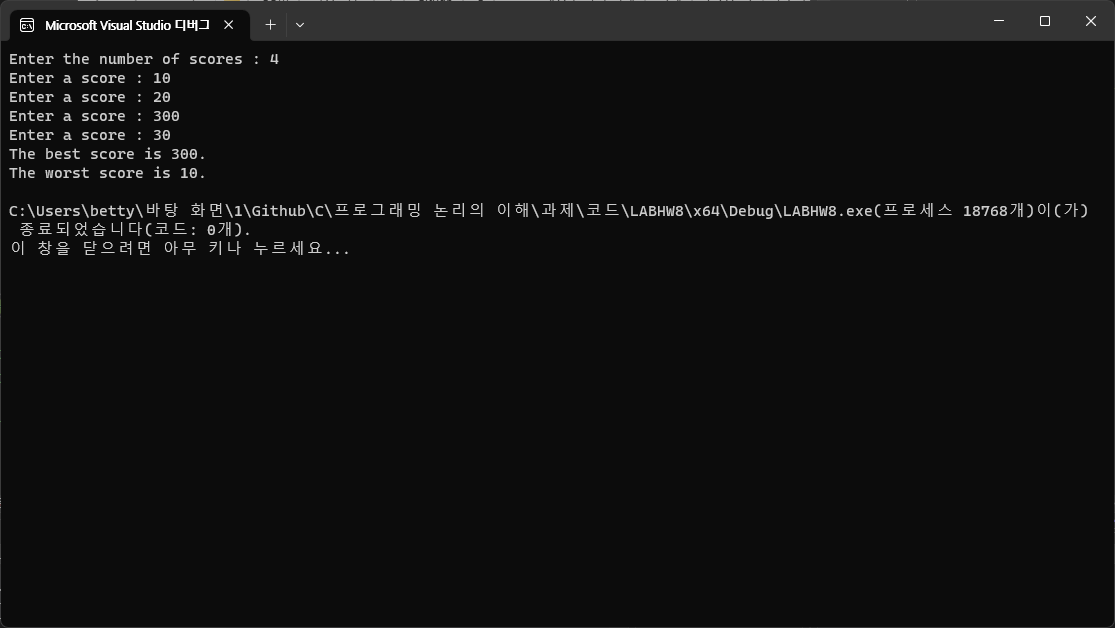 Microsoft Visual Studio 디버그
Enter the number of scores : 4
Enter a score : 10
Enter a score : 20
Enter a score : 300
Enter a score : 30
The best score is 300.
The worst score is 10.
C:\Users\betty\바탕 화면\1\Github\C\프로그래밍 논리의 이해\과제\코드\LABHW8\x64\Debug\LABHW8.exe(프로세스 18768개)이(가)
종료되었습니다(코드: 0개).
이 창을 닫으려면 아무 키나 누르세요...